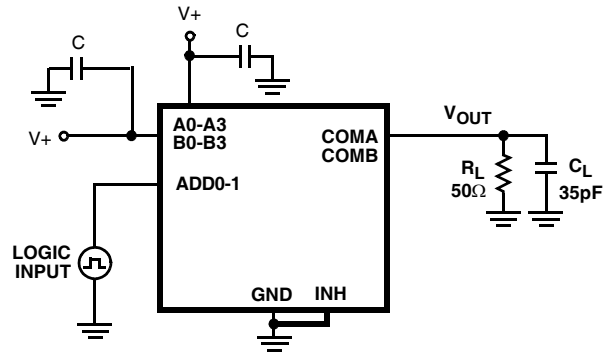 V+
C
C
V+
A0-A3
B0-B3
COMA
COMB
VOUT
ADD0-1
RL
50Ω
CL
35pF
LOGIC
INPUT
GND
INH